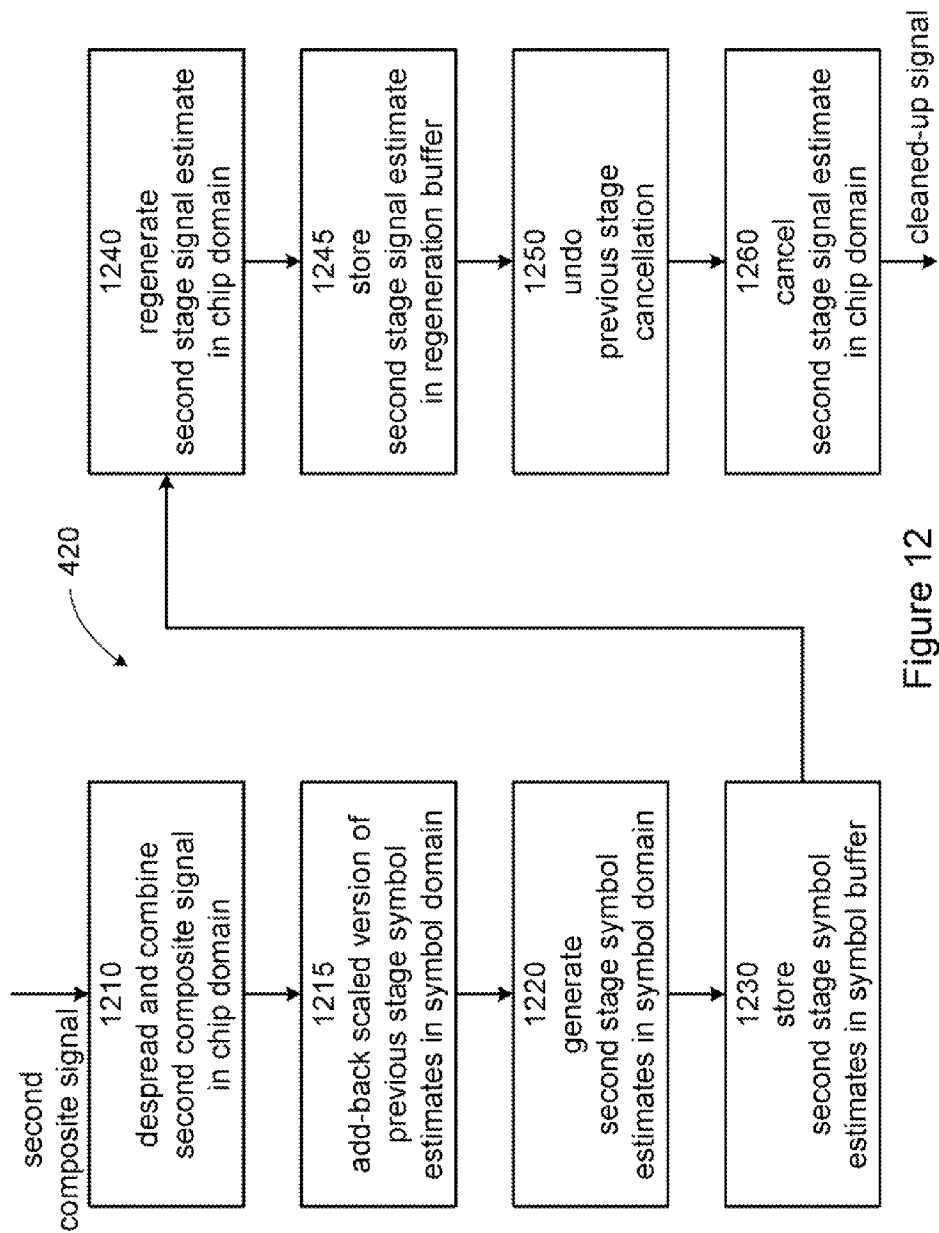 second
composite signal
1210
despread and combine
second composite signal
in chip domain
1215
add-back scaled version of
previous stage symbol
estimates in symbol domain
1220
generate
second stage symbol
estimates in symbol domain
1230
store
second stage symbol
estimates in symbol buffer
420
1240
regenerate
second stage signal estimate
in chip domain
1245
store
second stage signal estimate
in regeneration buffer
1250
undo
previous stage
cancellation
1260
cancel
second stage signal estimate
in chip domain
cleaned-up signal
Figure 12